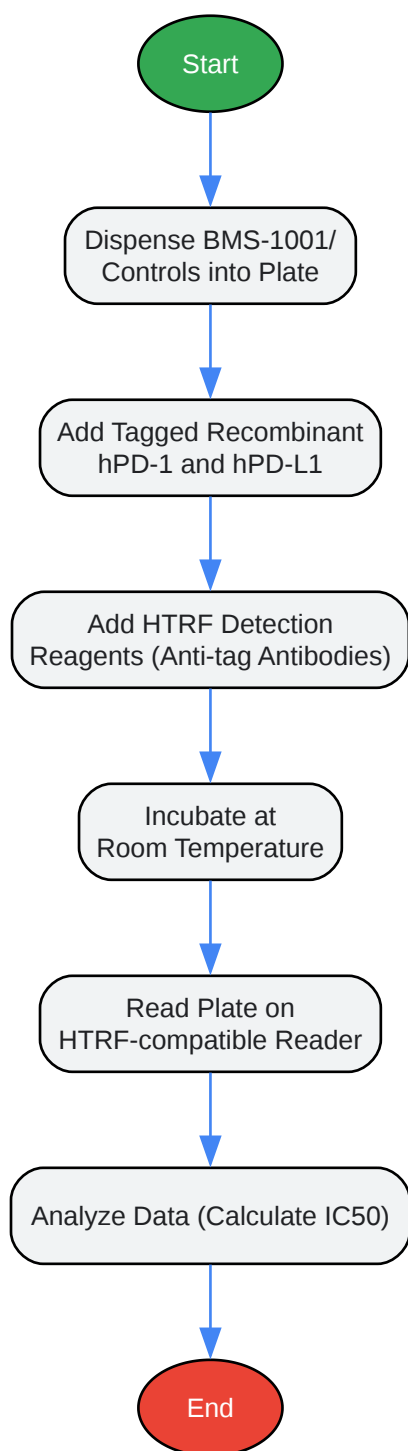 Start
Dispense BMS-1001/
Controls into Plate
Add Tagged Recombinant
hPD-1 and hPD-L1
Add HTRF Detection
Reagents (Anti-tag Antibodies)
Incubate at
Room Temperature
Read Plate on
HTRF-compatible Reader
Analyze Data (Calculate IC50)
End